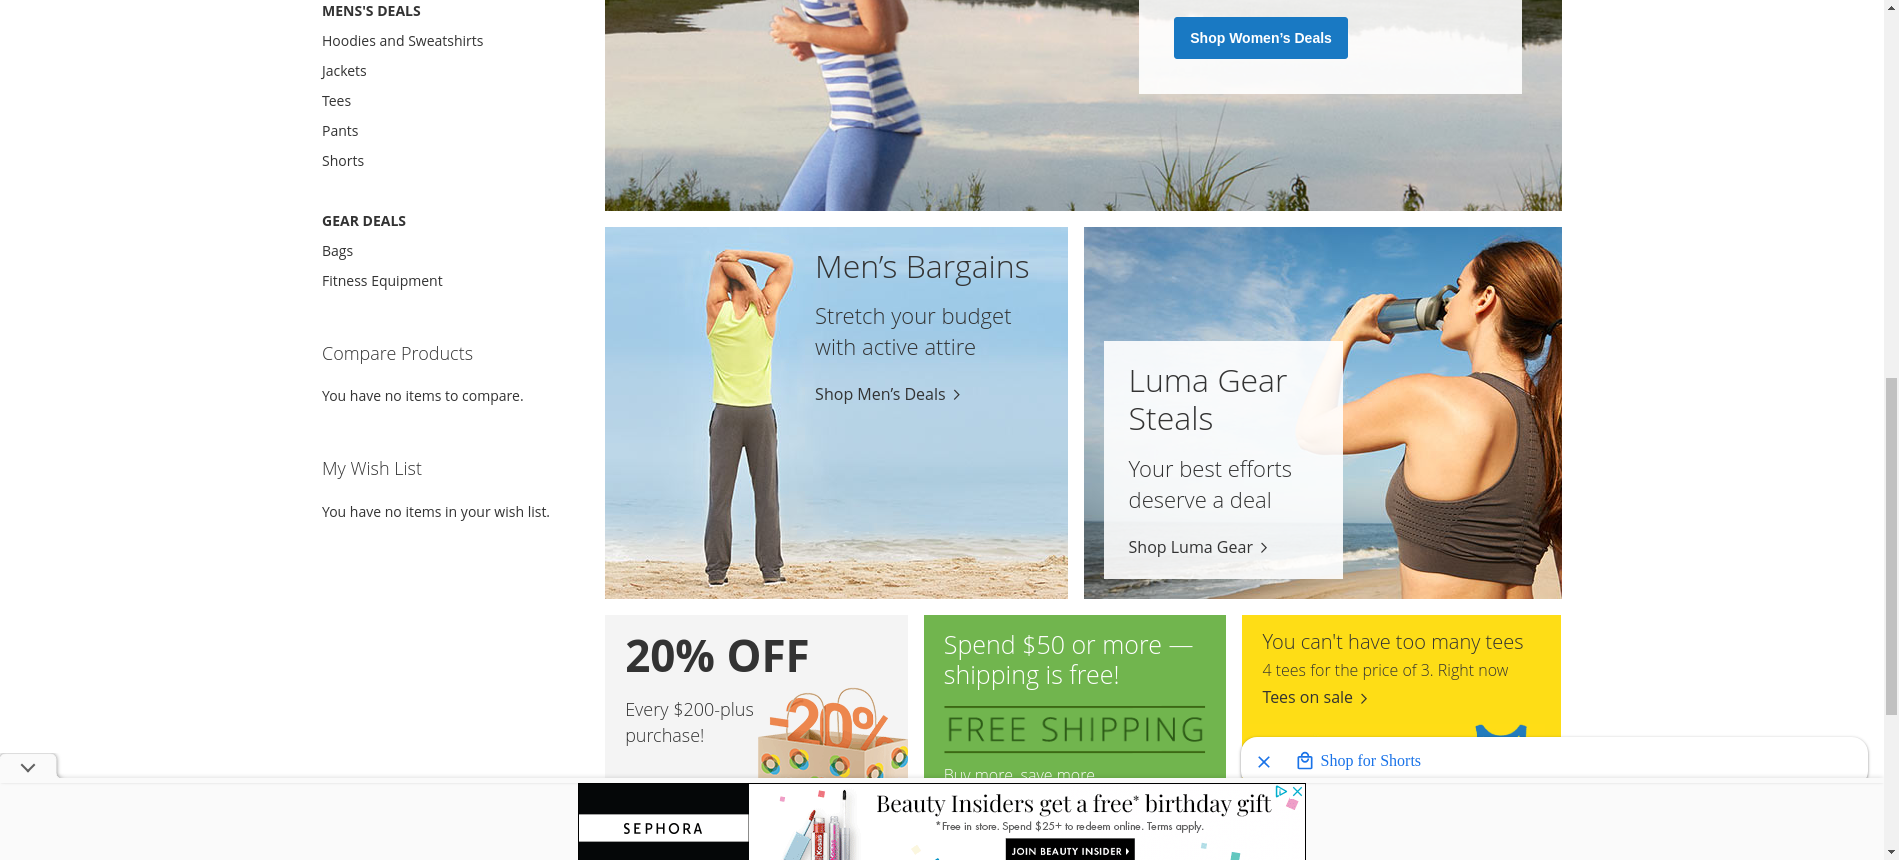 MENS'S DEALS
Hoodies and Sweatshirts
Jackets
Tees
Pants
Shorts
GEAR DEALS
Bags
Fitness Equipment
Compare Products
You have no items to compare.
My Wish List
You have no items in your wish list.
Shop Women’s Deals
Men’s Bargains
Stretch your budget
with active attire
Shop Men’s Deals
Luma Gear
Steals
Your best efforts
deserve a deal
Shop Luma Gear
20% OFF
Every $200-plus
purchase!
-20%
Spend $50 or more —
shipping is free!
FREE SHIPPING
Buy more, save more
You can't have too many tees
4 tees for the price of 3. Right now
Tees on sale
Shop for Shorts
SEPHORA
Beauty Insiders get a free* birthday gift
*Free in store. Spend $25+ to redeem online. Terms apply.
JOIN BEAUTY INSIDER